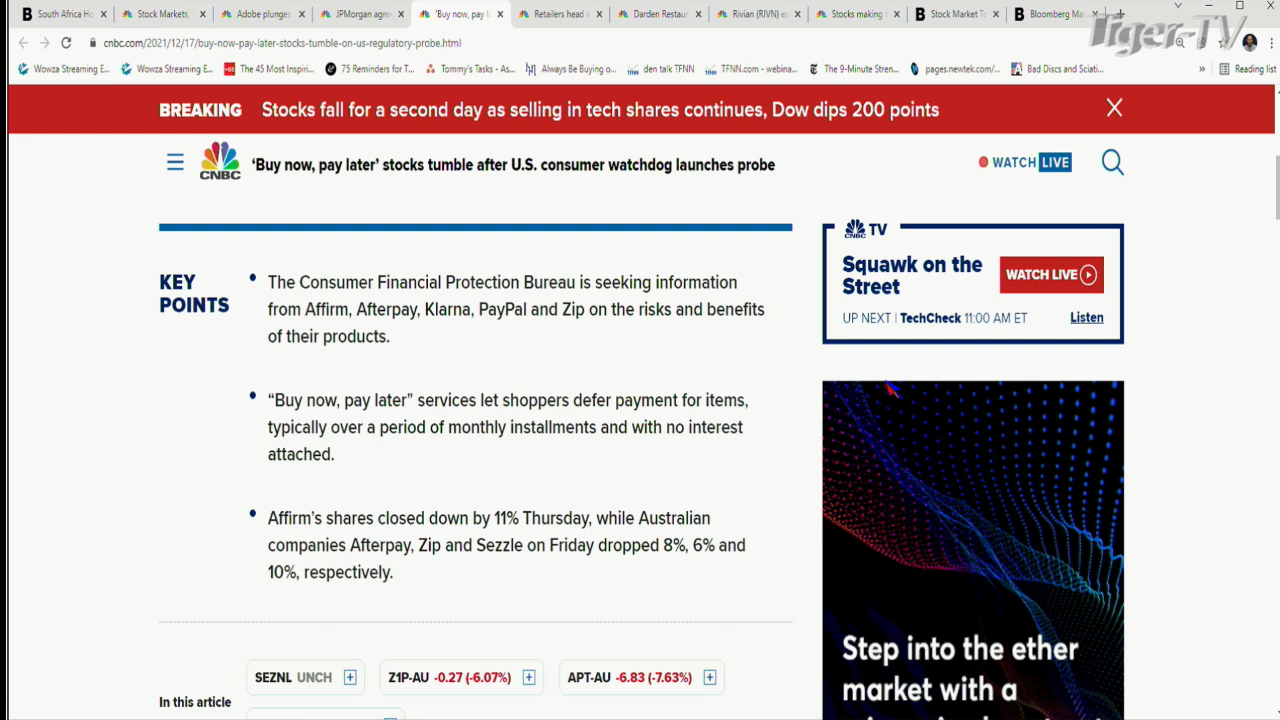 South Africa Ho
Stock Markets,
Adobe plunges
JPMorgan agre
'Buy now, pay l
Retailers head i
Darden Restaur
Rivian (RIVN) e
Stocks making
Stock Market To
Bloomberg Ma
Tiger-TV
cnbc.com/2021/12/17/buy-now-pay-later-stocks-tumble-on-us-regulatory-probe.html
Wowza Streaming E...
Wowza Streaming E...
The 45 Most Inspiri...
75 Reminders for T...
Tommy's Tasks - As...
Always Be Buying o...
den talk TFNN
TFNN.com - webina...
The 9-Minute Stren...
pages.newtek.com/...
Bad Discs and Sciati...
»
Reading list
BREAKING Stocks fall for a second day as selling in tech shares continues, Dow dips 200 points
CNBC
'Buy now, pay later' stocks tumble after U.S. consumer watchdog launches probe
WATCH LIVE
KEY
POINTS
• The Consumer Financial Protection Bureau is seeking information
from Affirm, Afterpay, Klarna, PayPal and Zip on the risks and benefits
of their products.
• “Buy now, pay later” services let shoppers defer payment for items,
typically over a period of monthly installments and with no interest
attached.
• Affirm's shares closed down by 11% Thursday, while Australian
companies Afterpay, Zip and Sezzle on Friday dropped 8%, 6% and
10%, respectively.
In this article
SEZNL UNCH
Z1P-AU -0.27 (-6.07%)
APT-AU -6.83 (-7.63%)
CNBC TV
Squawk on the
Street
WATCH LIVE
UP NEXT | TechCheck 11:00 AM ET
Listen
Step into the ether
market with a